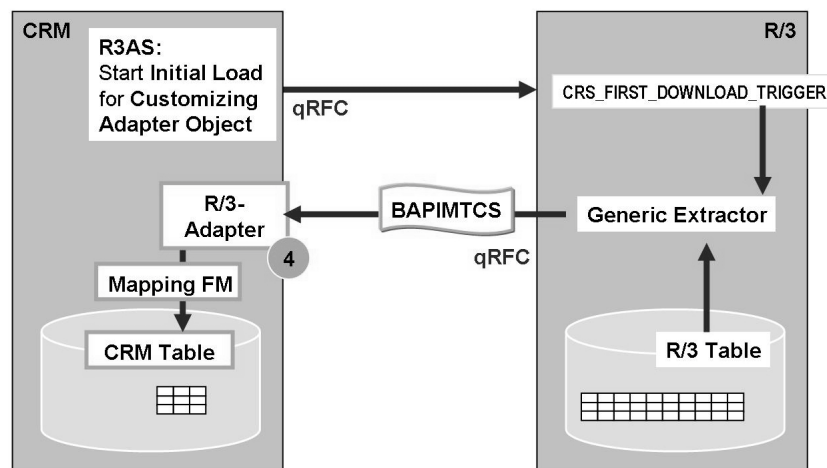 CRM
R/3
R3AS:
Start Initial Load
for Customizing
Adapter Object
qRFC
CRS_FIRST_DOWNLOAD_TRIGGER
R/3-
Adapter
BAPIMTCS
Generic Extractor
4
qRFC
Mapping FM
CRM Table
R/3 Table